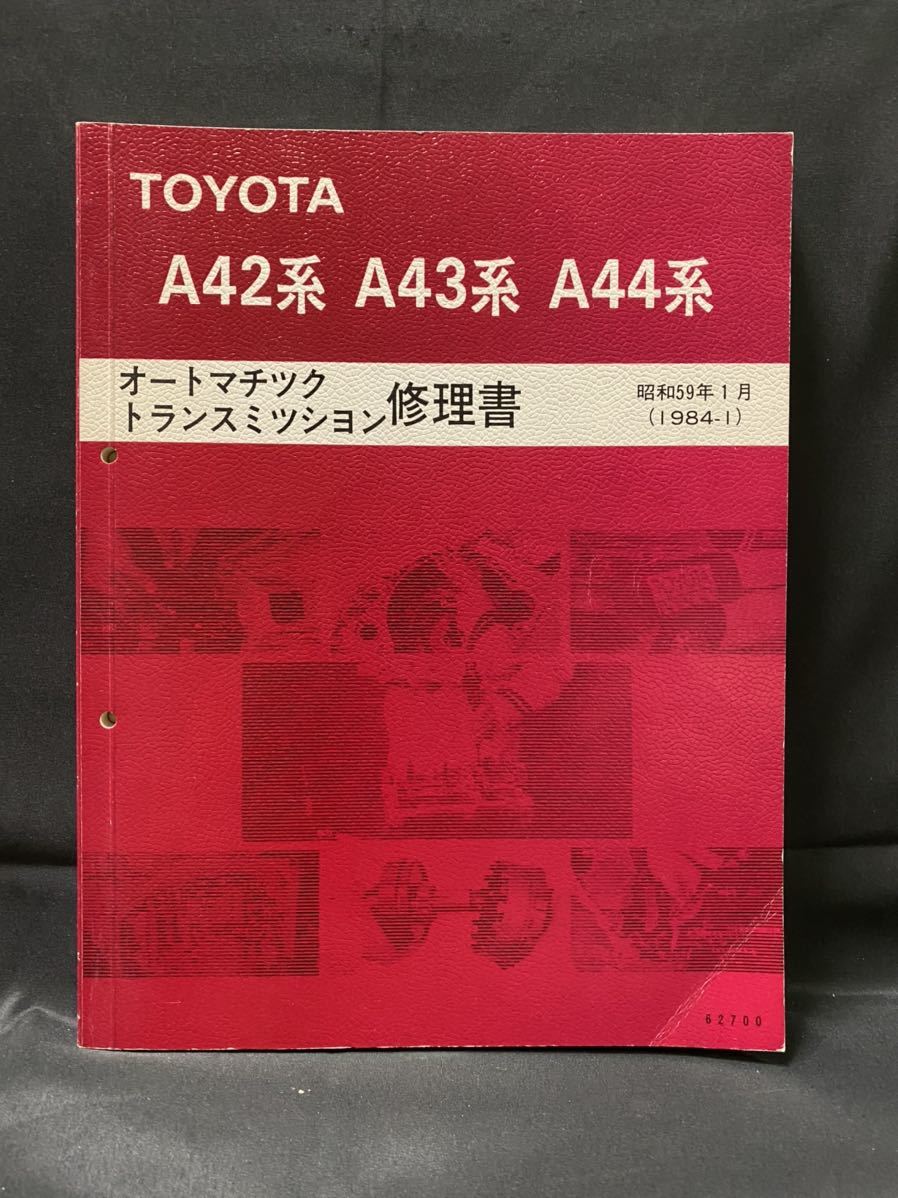 TOYOTA
A42系 A43系 A44系
オートマチツク
トランスミツシヨン修理書
昭和59年1月
(1984-1)
62700